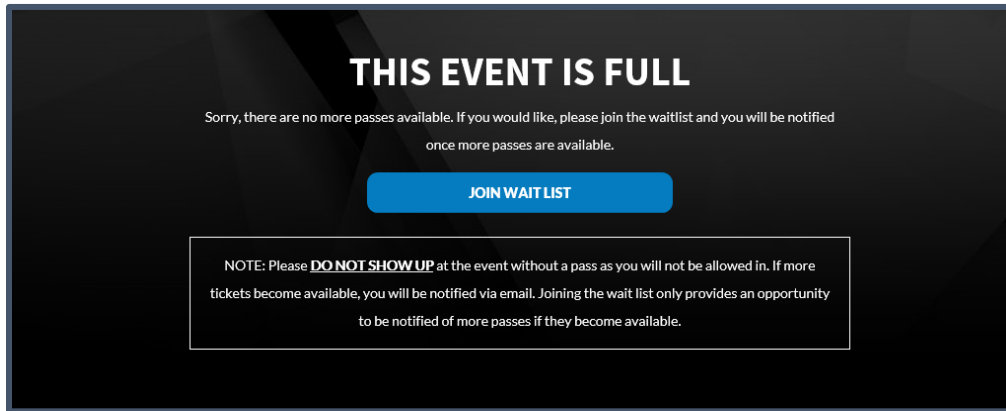 THIS EVENT IS FULL
Sorry, there are no more passes available. If you would like, please join the waitlist and you will be notified
once more passes are available.
JOIN WAIT LIST
NOTE: Please DO NOT SHOW UP at the event without a pass as you will not be allowed in. If more
tickets become available, you will be notified via email. Joining the wait list only provides an opportunity
to be notified of more passes if they become available.